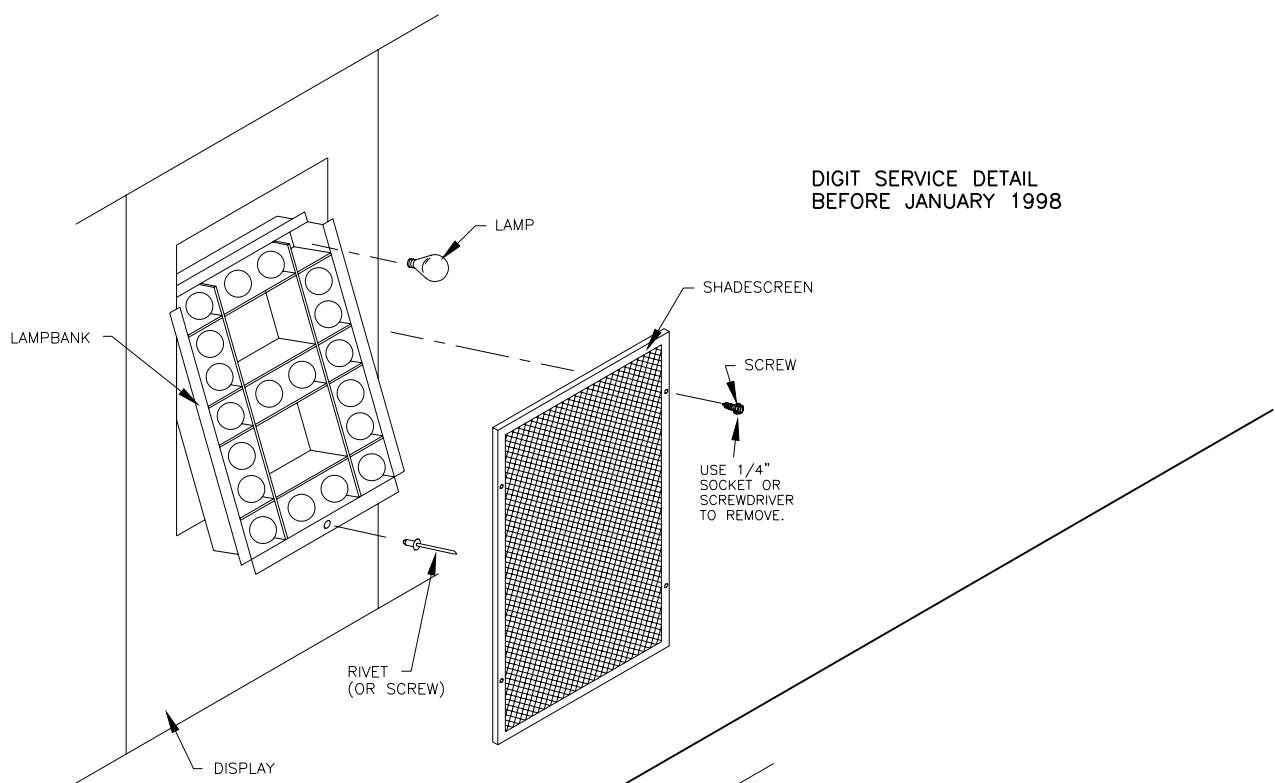 DIGIT SERVICE DETAIL
BEFORE JANUARY 1998
LAMP
SHADESCREEN
LAMPBANK
SCREW
USE 1/4"
SOCKET OR
SCREWDRIVER
TO REMOVE.
RIVET
(OR SCREW)
DISPLAY